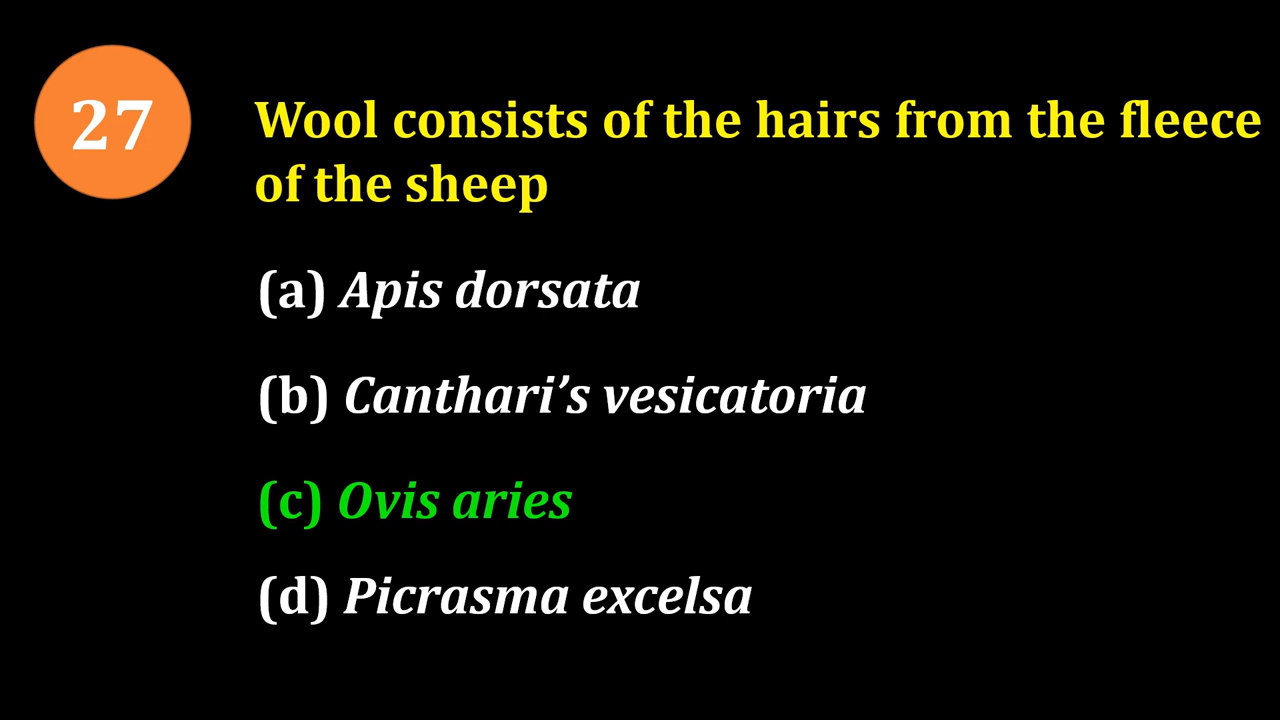 27
Wool consists of the hairs from the fleece
of the sheep
(a) Apis dorsata
(b) Canthari’s vesicatoria
(c) Ovis aries
(d) Picrasma excelsa